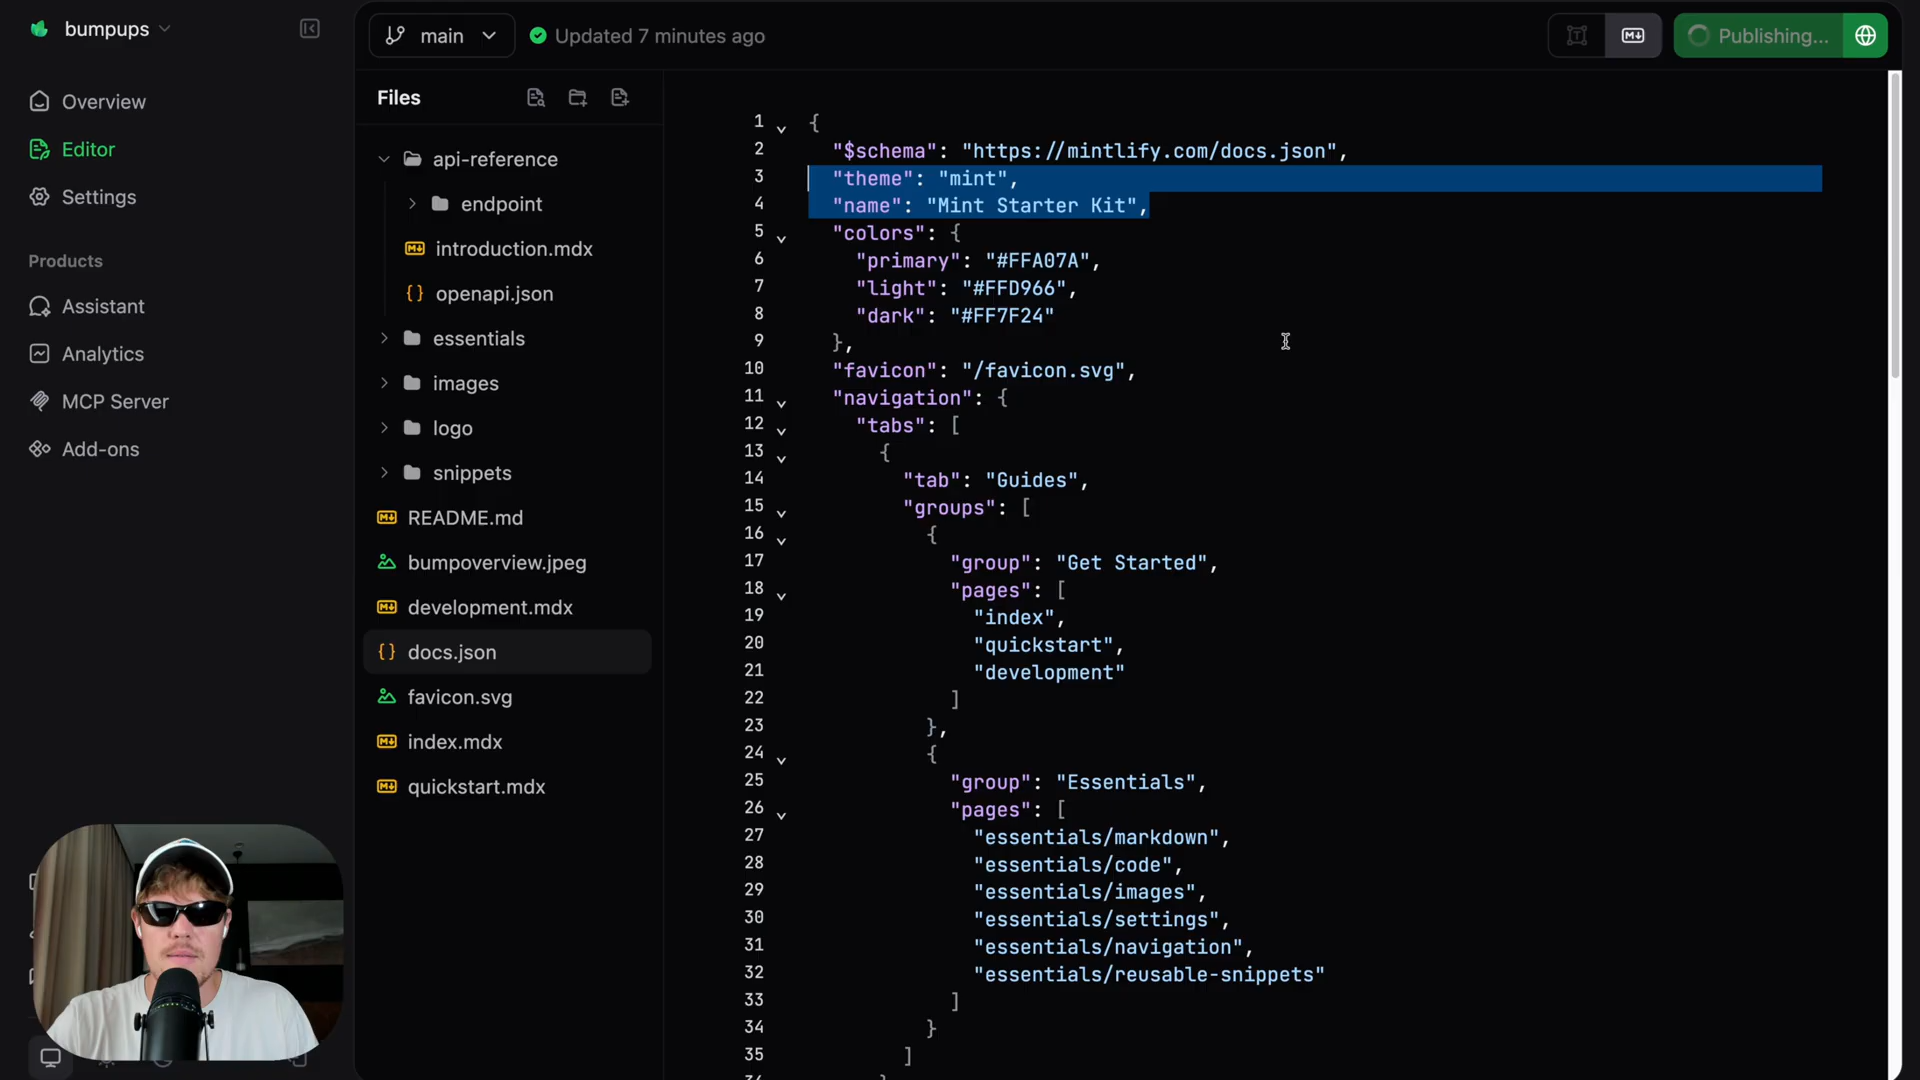 bumpups
Overview
Editor
Settings
Products
Assistant
Analytics
MCP Server
Add-ons
main
Updated 7 minutes ago
Publishing...
Files
api-reference
endpoint
introduction.mdx
{} openapi.json
essentials
images
logo
snippets
README.md
bumpoverview.jpeg
development.mdx
{} docs.json
favicon.svg
index.mdx
quickstart.mdx
1 {
2 "$schema": "https://mintlify.com/docs.json",
3 "theme": "mint",
4 "name": "Mint Starter Kit",
5 "colors": {
6 "primary": "#FFA07A",
7 "light": "#FFD966",
8 "dark": "#FF7F24"
9 },
10 "favicon": "/favicon.svg",
11 "navigation": {
12 "tabs": [
13 {
14 "tab": "Guides",
15 "groups": [
16 {
17 "group": "Get Started",
18 "pages": [
19 "index",
20 "quickstart",
21 "development"
22 ]
23 },
24 {
25 "group": "Essentials",
26 "pages": [
27 "essentials/markdown",
28 "essentials/code",
29 "essentials/images",
30 "essentials/settings",
31 "essentials/navigation",
32 "essentials/reusable-snippets"
33 ]
34 }
35 ]